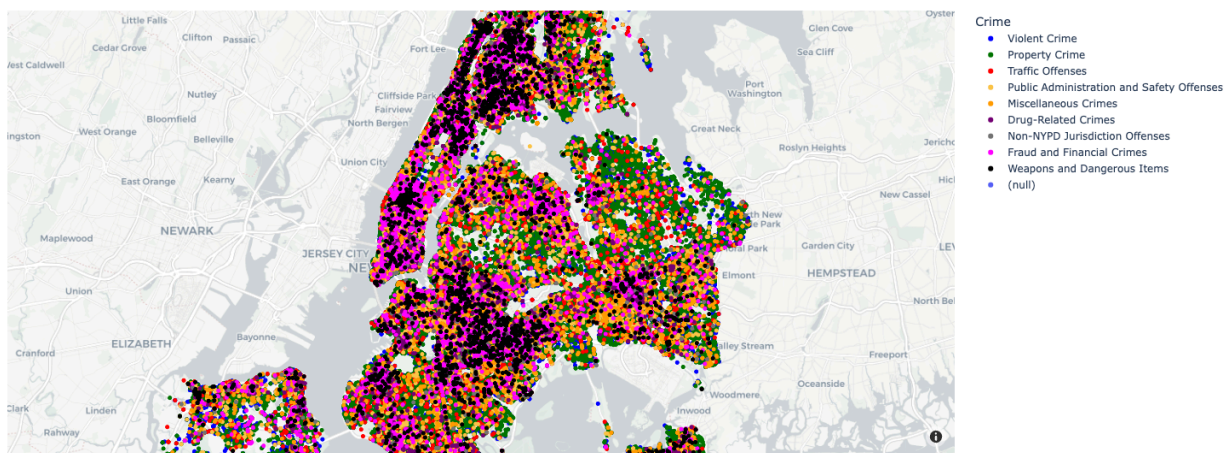 Little Falls
Clifton
Passaic
Cedar Grove
Fort Lee
West Caldwell
Nutley
Cliffside Park
Fairview
Bloomfield
North Bergen
West Orange
Belleville
Union City
East Orange
Kearny
NEWARK
Maplewood
JERSEY CITY
Union
Bayonne
ELIZABETH
Cranford
Clark
Linden
Rahway
Glen Cove
Oyster
Sea Cliff
Port
Washington
Great Neck
Roslyn Heights
New Cassel
North New
Park
Garden City
Elmont
HEMPSTEAD
Valley Stream
Freeport
Oceanside
Woodmere
Inwood
Crime
Violent Crime
Property Crime
Traffic Offenses
Public Administration and Safety Offenses
Miscellaneous Crimes
Drug-Related Crimes
Non-NYPD Jurisdiction Offenses
Fraud and Financial Crimes
Weapons and Dangerous Items
(null)